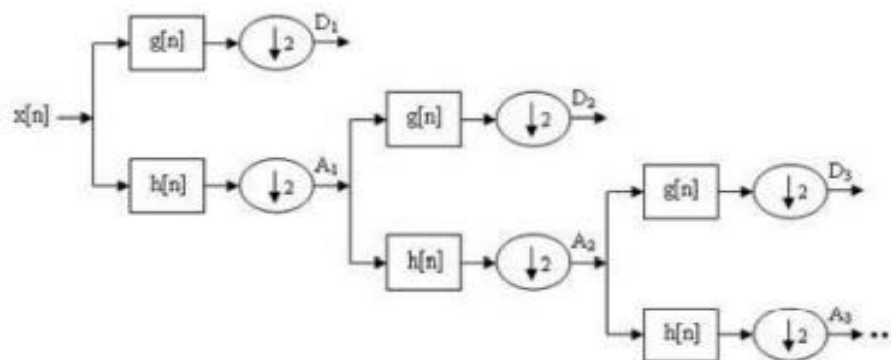 D₁
g[n] ↓2
x[n]
D₂
g[n] ↓2
A₁
h[n] ↓2
D₃
g[n] ↓2
A₂
h[n] ↓2
A₃
h[n] ↓2 ••